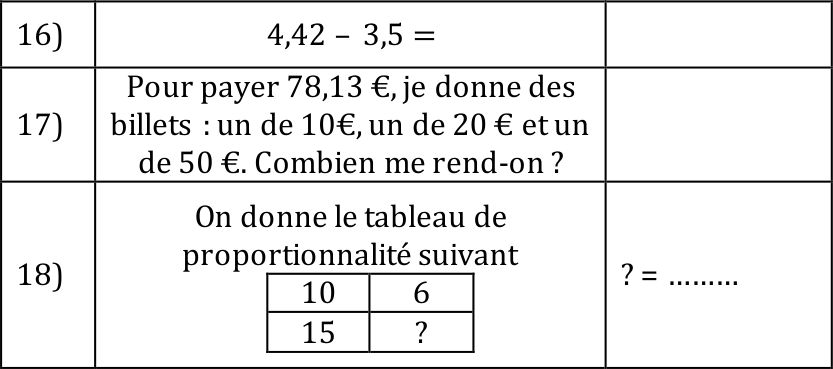 16) 4,42 – 3,5 =
17) Pour payer 78,13 €, je donne des
billets : un de 10€, un de 20 € et un
de 50 €. Combien me rend-on ?
18) On donne le tableau de
proportionnalité suivant
10 6
15 ?
? = .........